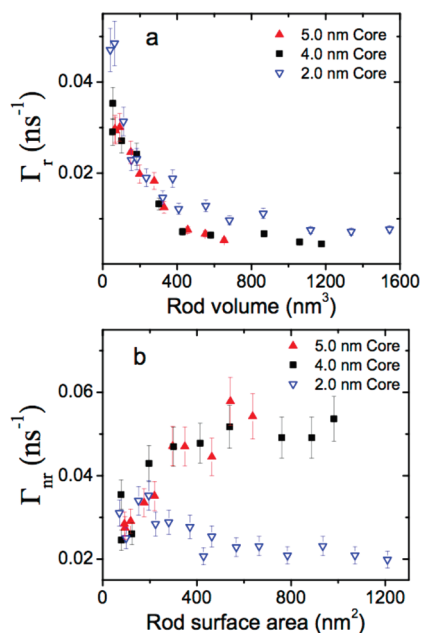 a
5.0 nm Core
4.0 nm Core
2.0 nm Core
Γr (ns-1)
0.04
0.02
0 400 800 1200 1600
Rod volume (nm3)
b
5.0 nm Core
4.0 nm Core
2.0 nm Core
Γnr (ns-1)
0.06
0.04
0.02
0 400 800 1200
Rod surface area (nm2)